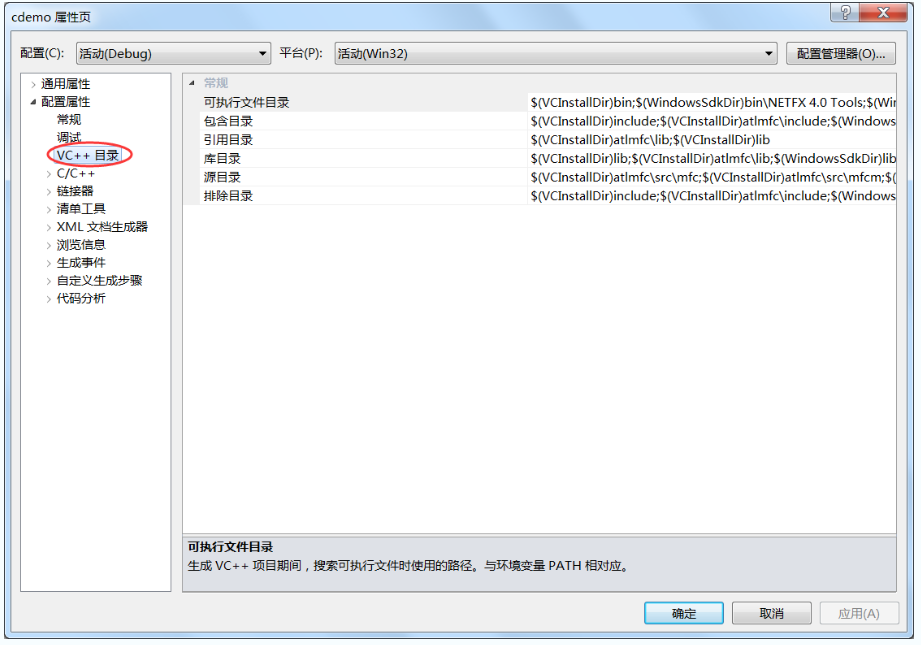 cdemo 属性页
配置(C): 活动(Debug) 平台(P): 活动(Win32) 配置管理器(O)...
通用属性
配置属性
常规
调试
VC++ 目录
C/C++
链接器
清单工具
XML 文档生成器
浏览信息
生成事件
自定义生成步骤
代码分析
常规
可执行文件目录 $(VCInstallDir)bin;$(WindowsSdkDir)bin\NETFX 4.0 Tools;$(Win
包含目录 $(VCInstallDir)include;$(VCInstallDir)atlmfc\include;$(Windows
引用目录 $(VCInstallDir)atlmfc\lib;$(VCInstallDir)lib
库目录 $(VCInstallDir)lib;$(VCInstallDir)atlmfc\lib;$(WindowsSdkDir)lib
源目录 $(VCInstallDir)atlmfc\src\mfc;$(VCInstallDir)atlmfc\src\mfcm;$(
排除目录 $(VCInstallDir)include;$(VCInstallDir)atlmfc\include;$(Windows
可执行文件目录
生成 VC++ 项目期间，搜索可执行文件时使用的路径。与环境变量 PATH 相对应。
确定 取消 应用(A)